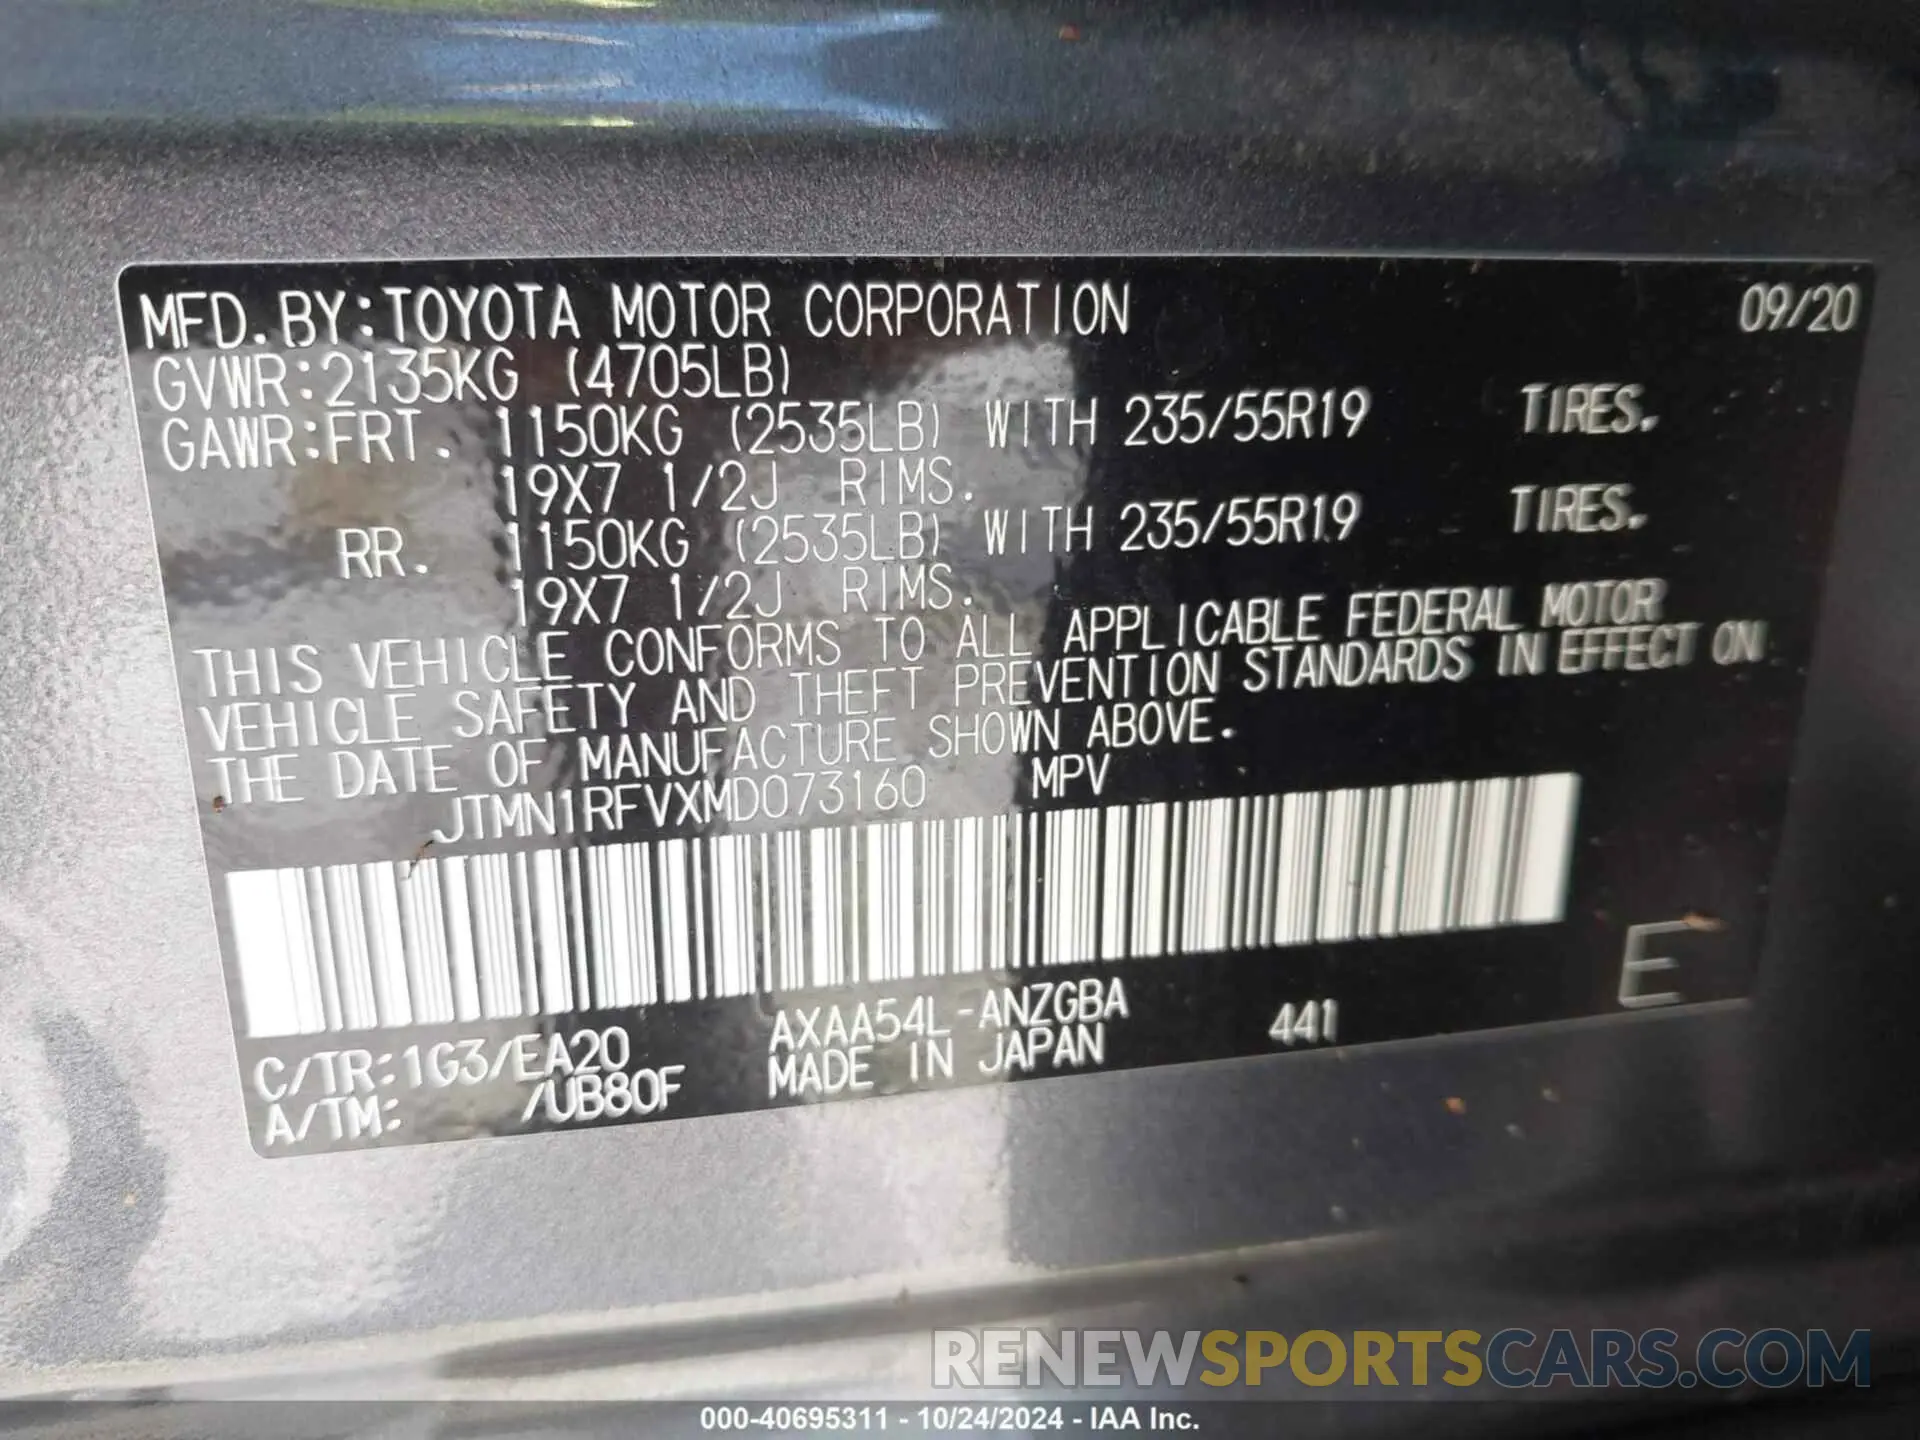 MFD.BY:TOYOTA MOTOR CORPORATION 09/20
GVWR:2135KG (4705LB)
GAWR:FRT. 1150KG (2535LB) WITH 235/55R19 TIRES.
19X7 1/2J RIMS.
RR. 1150KG (2535LB) WITH 235/55R19 TIRES.
19X7 1/2J RIMS.
THIS VEHICLE CONFORMS TO ALL APPLICABLE FEDERAL MOTOR
VEHICLE SAFETY AND THEFT PREVENTION STANDARDS IN EFFECT ON
THE DATE OF MANUFACTURE SHOWN ABOVE.
JTMN1RFVXMD073160 MPV
E
C/TR:1G3/EA20 AXAA54L-ANZGBA 441
A/TM: /UB80F MADE IN JAPAN
RENEWSPORTSCARS.COM
000-40695311 - 10/24/2024 - IAA Inc.